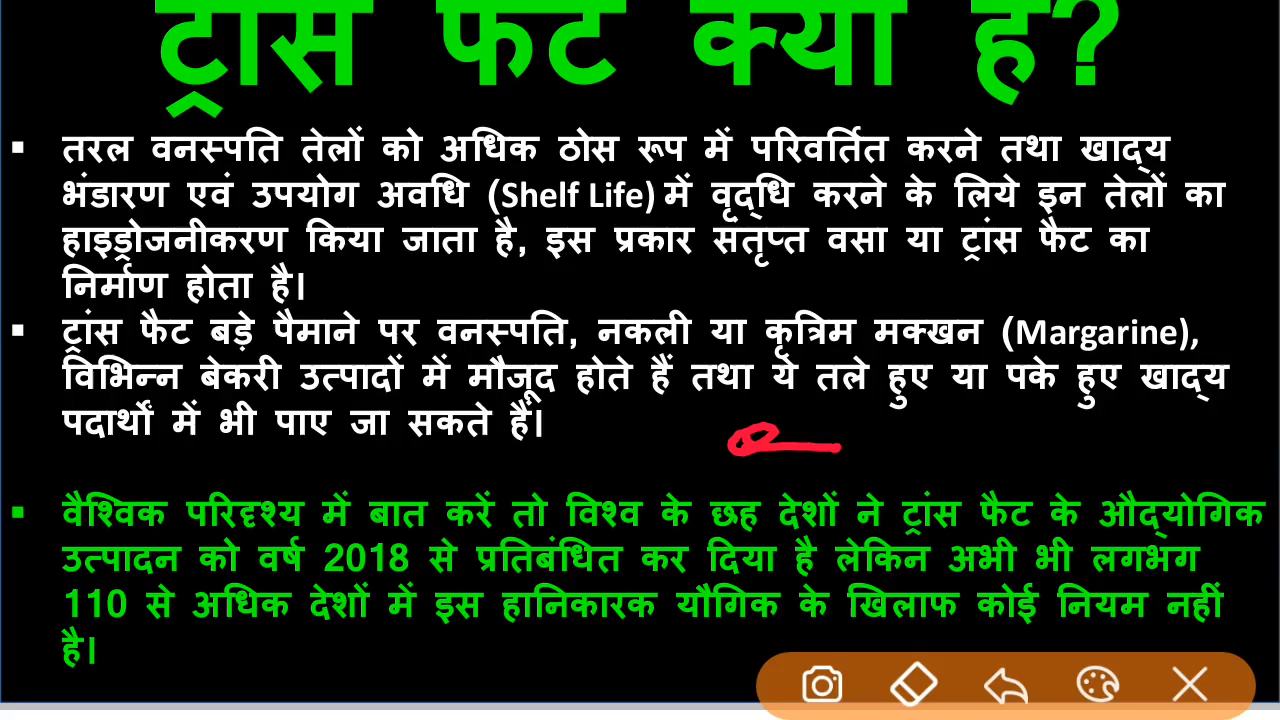 ट्रांस फैट क्या है?
▪ तरल वनस्पति तेलों को अधिक ठोस रूप में परिवर्तित करने तथा खाद्य
भंडारण एवं उपयोग अवधि (Shelf Life) में वृद्धि करने के लिये इन तेलों का
हाइड्रोजनीकरण किया जाता है, इस प्रकार संतृप्त वसा या ट्रांस फैट का
निर्माण होता है।
▪ ट्रांस फैट बड़े पैमाने पर वनस्पति, नकली या कृत्रिम मक्खन (Margarine),
विभिन्न बेकरी उत्पादों में मौजूद होते हैं तथा ये तले हुए या पके हुए खाद्य
पदार्थों में भी पाए जा सकते हैं।
▪ वैश्विक परिदृश्य में बात करें तो विश्व के छह देशों ने ट्रांस फैट के औद्योगिक
उत्पादन को वर्ष 2018 से प्रतिबंधित कर दिया है लेकिन अभी भी लगभग
110 से अधिक देशों में इस हानिकारक यौगिक के खिलाफ कोई नियम नहीं
है।